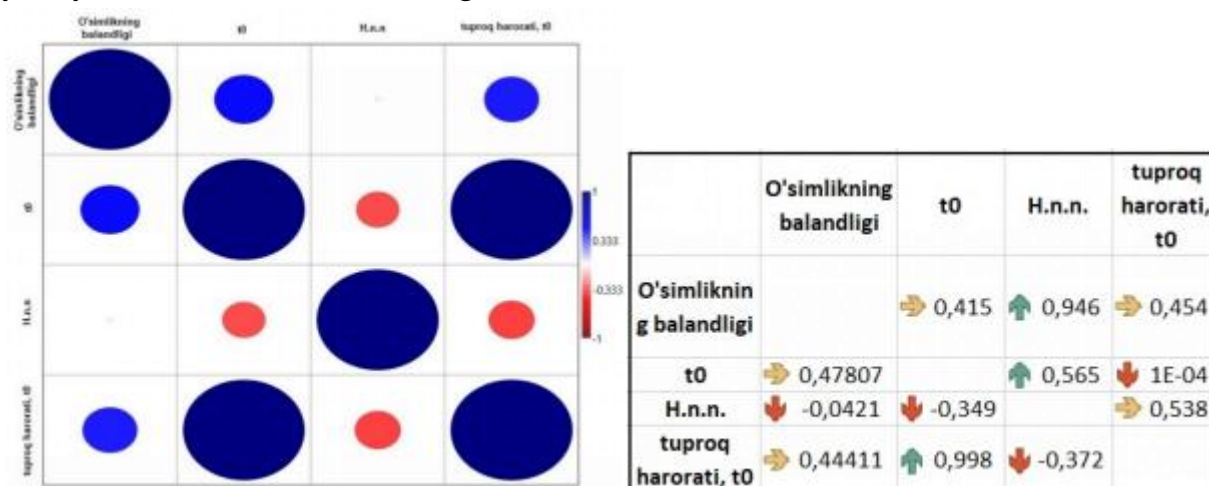 O'simlikning
balandligi
t0
H.n.n
tuproq harorati, t0
O'simlikning
balandligi
t0
H.n.n
tuproq harorati, t0
1
0.333
-0.333
-1
O'simlikning
balandligi
t0
H.n.n.
tuproq
harorati,
t0
O'simliknin
g balandligi
0,415
0,946
0,454
t0
0,47807
0,565
1E-04
H.n.n.
-0,0421
-0,349
0,538
tuproq
harorati, t0
0,44411
0,998
-0,372